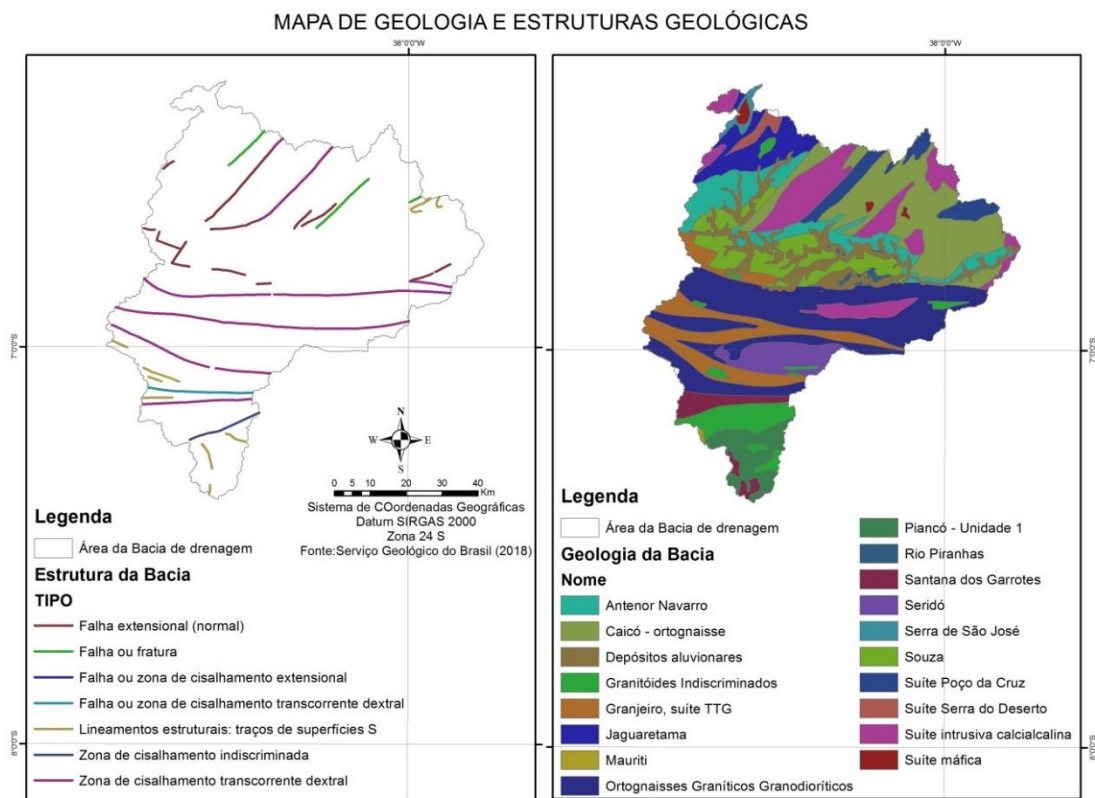 MAPA DE GEOLOGIA E ESTRUTURAS GEOLÓGICAS
38°0'0"W
7°0'0"S
8°0'0"S
N
W
E
S
0 2,5 5 10 20 30 40
Km
Sistema de COordenadas Geográficas
Datum SIRGAS 2000
Zona 24 S
Fonte:Serviço Geológico do Brasil (2018)
Legenda
Área da Bacia de drenagem
Estrutura da Bacia
TIPO
Falha extensional (normal)
Falha ou fratura
Falha ou zona de cisalhamento extensional
Falha ou zona de cisalhamento transcorrente dextral
Lineamentos estruturais: traços de superfícies S
Zona de cisalhamento indiscriminada
Zona de cisalhamento transcorrente dextral
38°0'0"W
7°0'0"S
8°0'0"S
Legenda
Área da Bacia de drenagem
Geologia da Bacia
Nome
Antenor Navarro
Caicó - ortognaisse
Depósitos aluvionares
Granitóides Indiscriminados
Granjeiro, suíte TTG
Jaguaretama
Mauriti
Ortognaisses Graníticos Granodioríticos
Piancó - Unidade 1
Rio Piranhas
Santana dos Garrotes
Seridó
Serra de São José
Souza
Suíte Poço da Cruz
Suíte Serra do Deserto
Suíte intrusiva calcialcalina
Suíte máfica